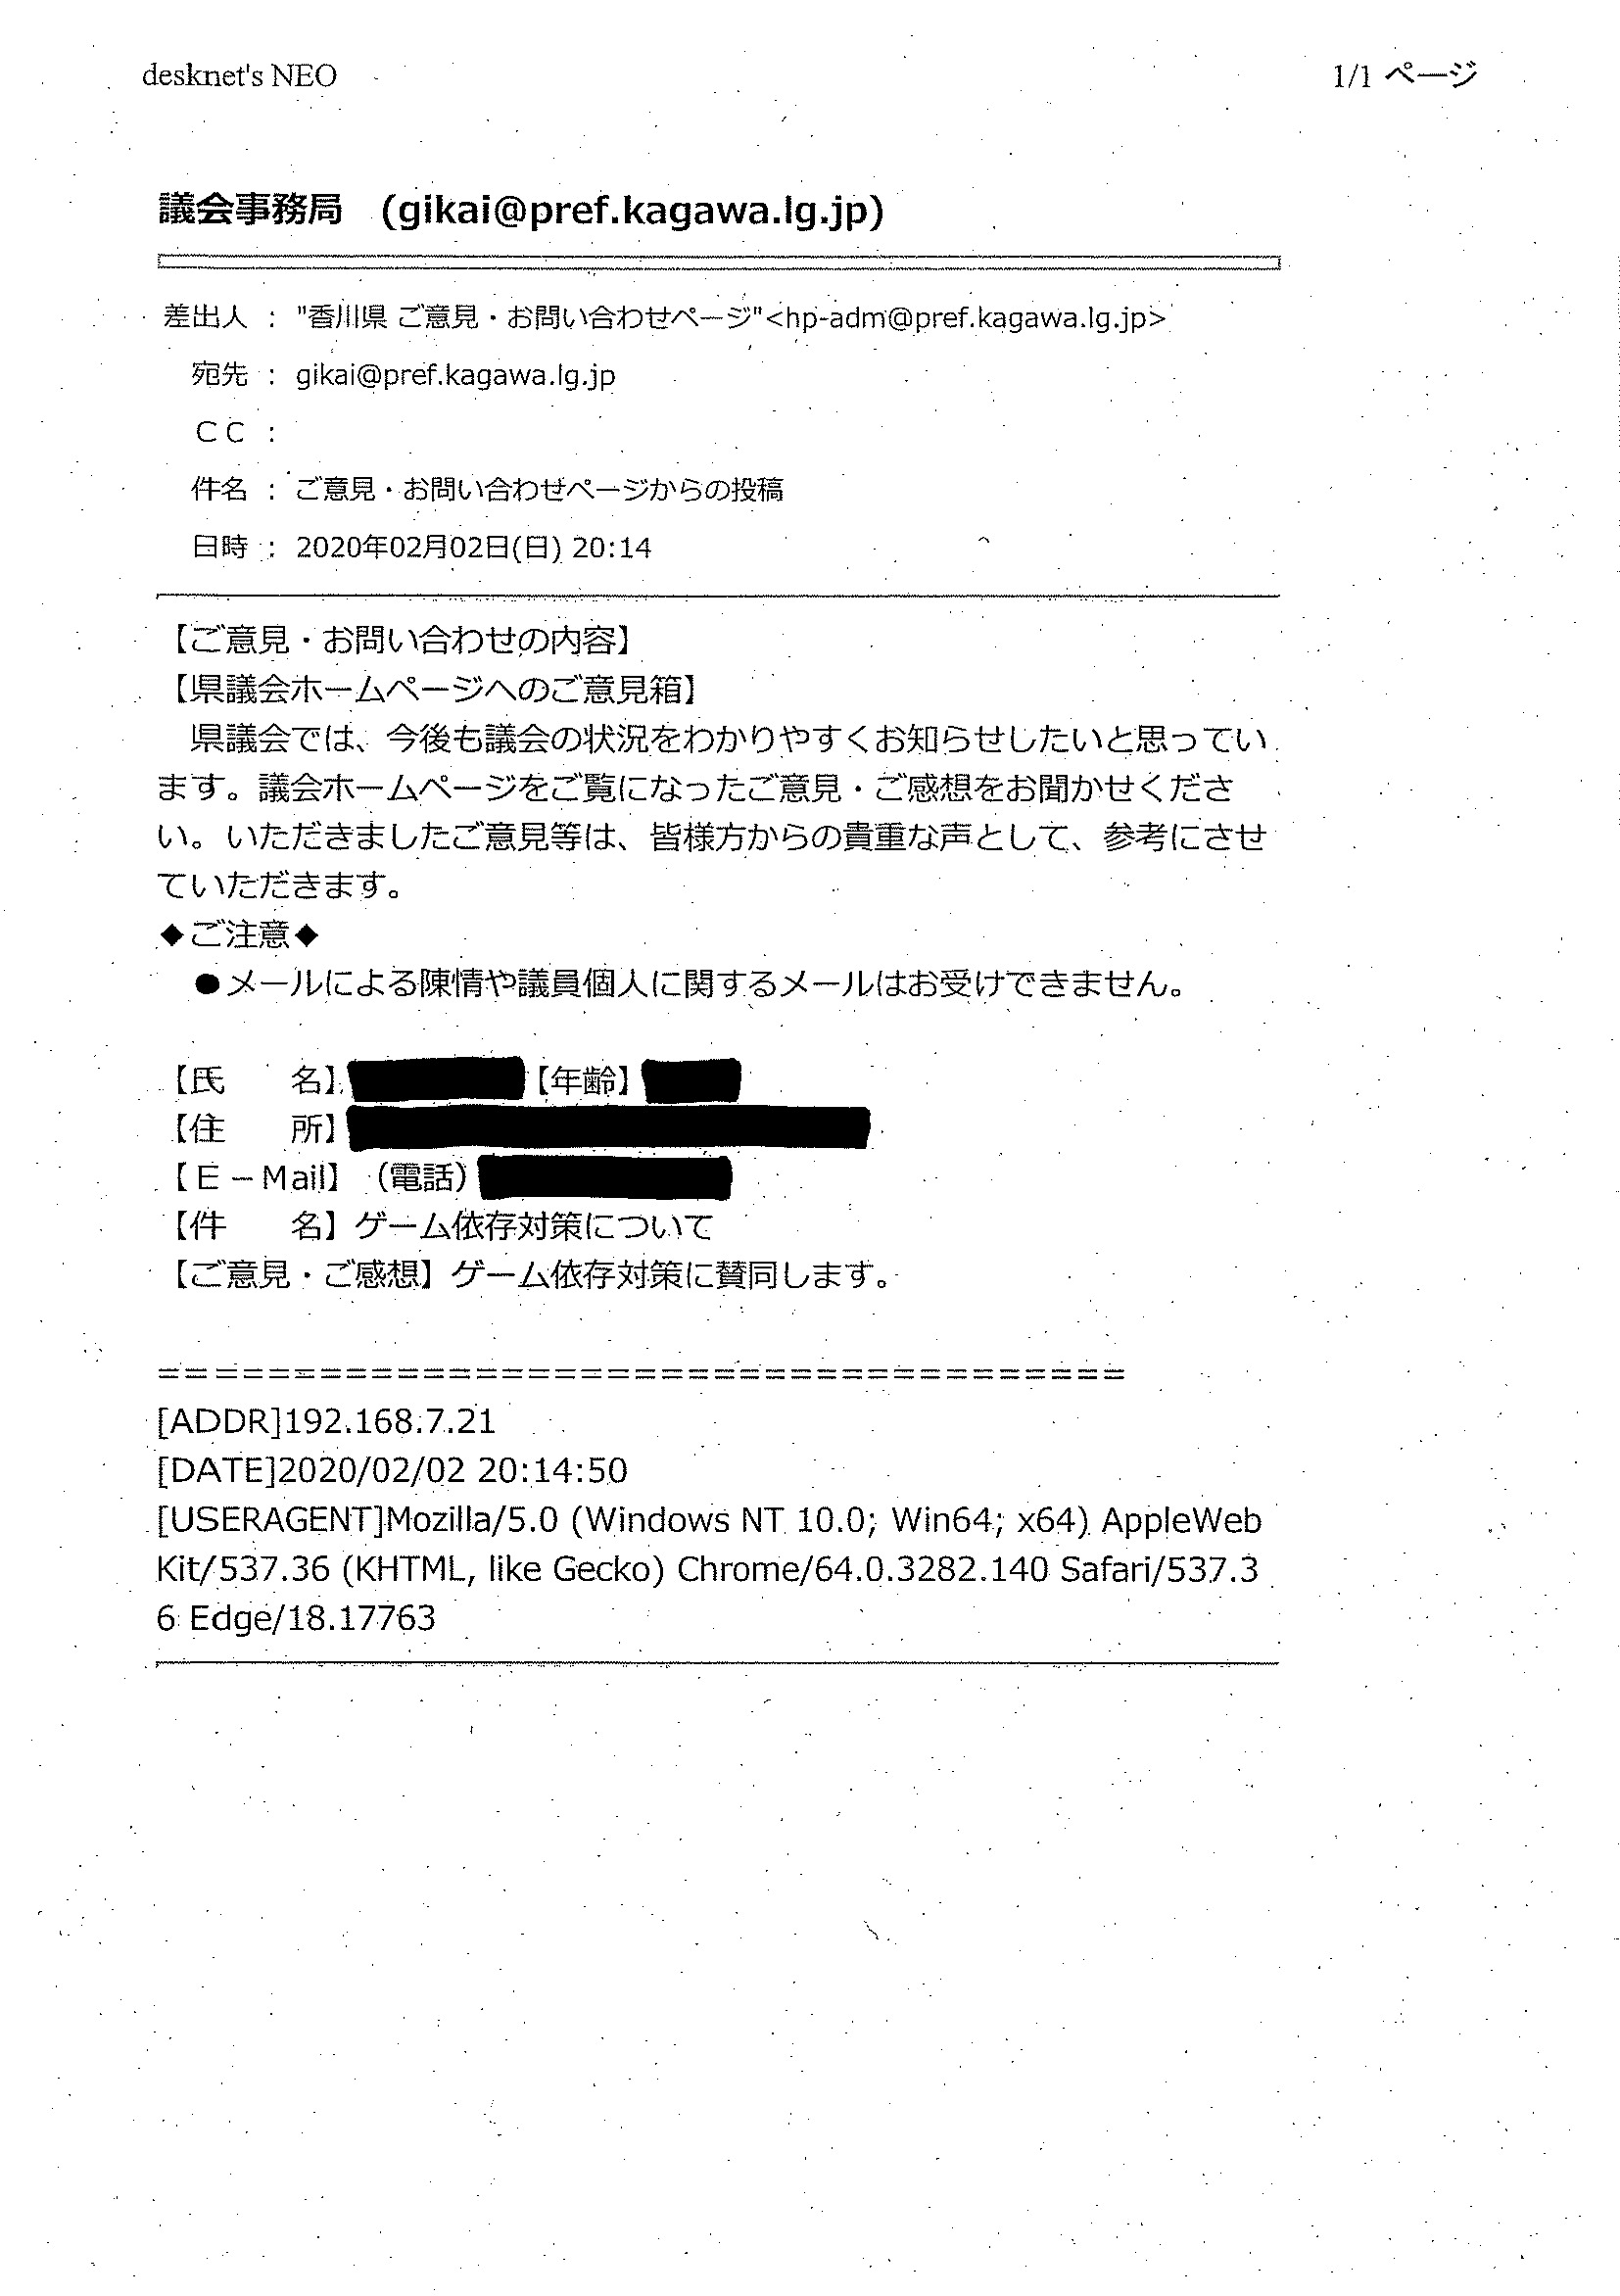 desknet's NEO
1/1 ページ
議会事務局 (gikai@pref.kagawa.lg.jp)
差出人 : "香川県 ご意見・お問い合わせページ"<hp-adm@pref.kagawa.lg.jp>
宛先 : gikai@pref.kagawa.lg.jp
ＣＣ :
件名 : ご意見・お問い合わせページからの投稿
日時 : 2020年02月02日(日) 20:14
【ご意見・お問い合わせの内容】
【県議会ホームページへのご意見箱】
　県議会では、今後も議会の状況をわかりやすくお知らせしたいと思ってい
ます。議会ホームページをご覧になったご意見・ご感想をお聞かせくださ
い。いただきましたご意見等は、皆様方からの貴重な声として、参考にさせ
ていただきます。
◆ご注意◆
　●メールによる陳情や議員個人に関するメールはお受けできません。
【氏　　名】【年齢】
【住　　所】
【Ｅ－Mail】（電話）
【件　　名】ゲーム依存対策について
【ご意見・ご感想】ゲーム依存対策に賛同します。
=====================================
[ADDR]192.168.7.21
[DATE]2020/02/02 20:14:50
[USERAGENT]Mozilla/5.0 (Windows NT 10.0; Win64; x64) AppleWeb
Kit/537.36 (KHTML, like Gecko) Chrome/64.0.3282.140 Safari/537.3
6 Edge/18.17763